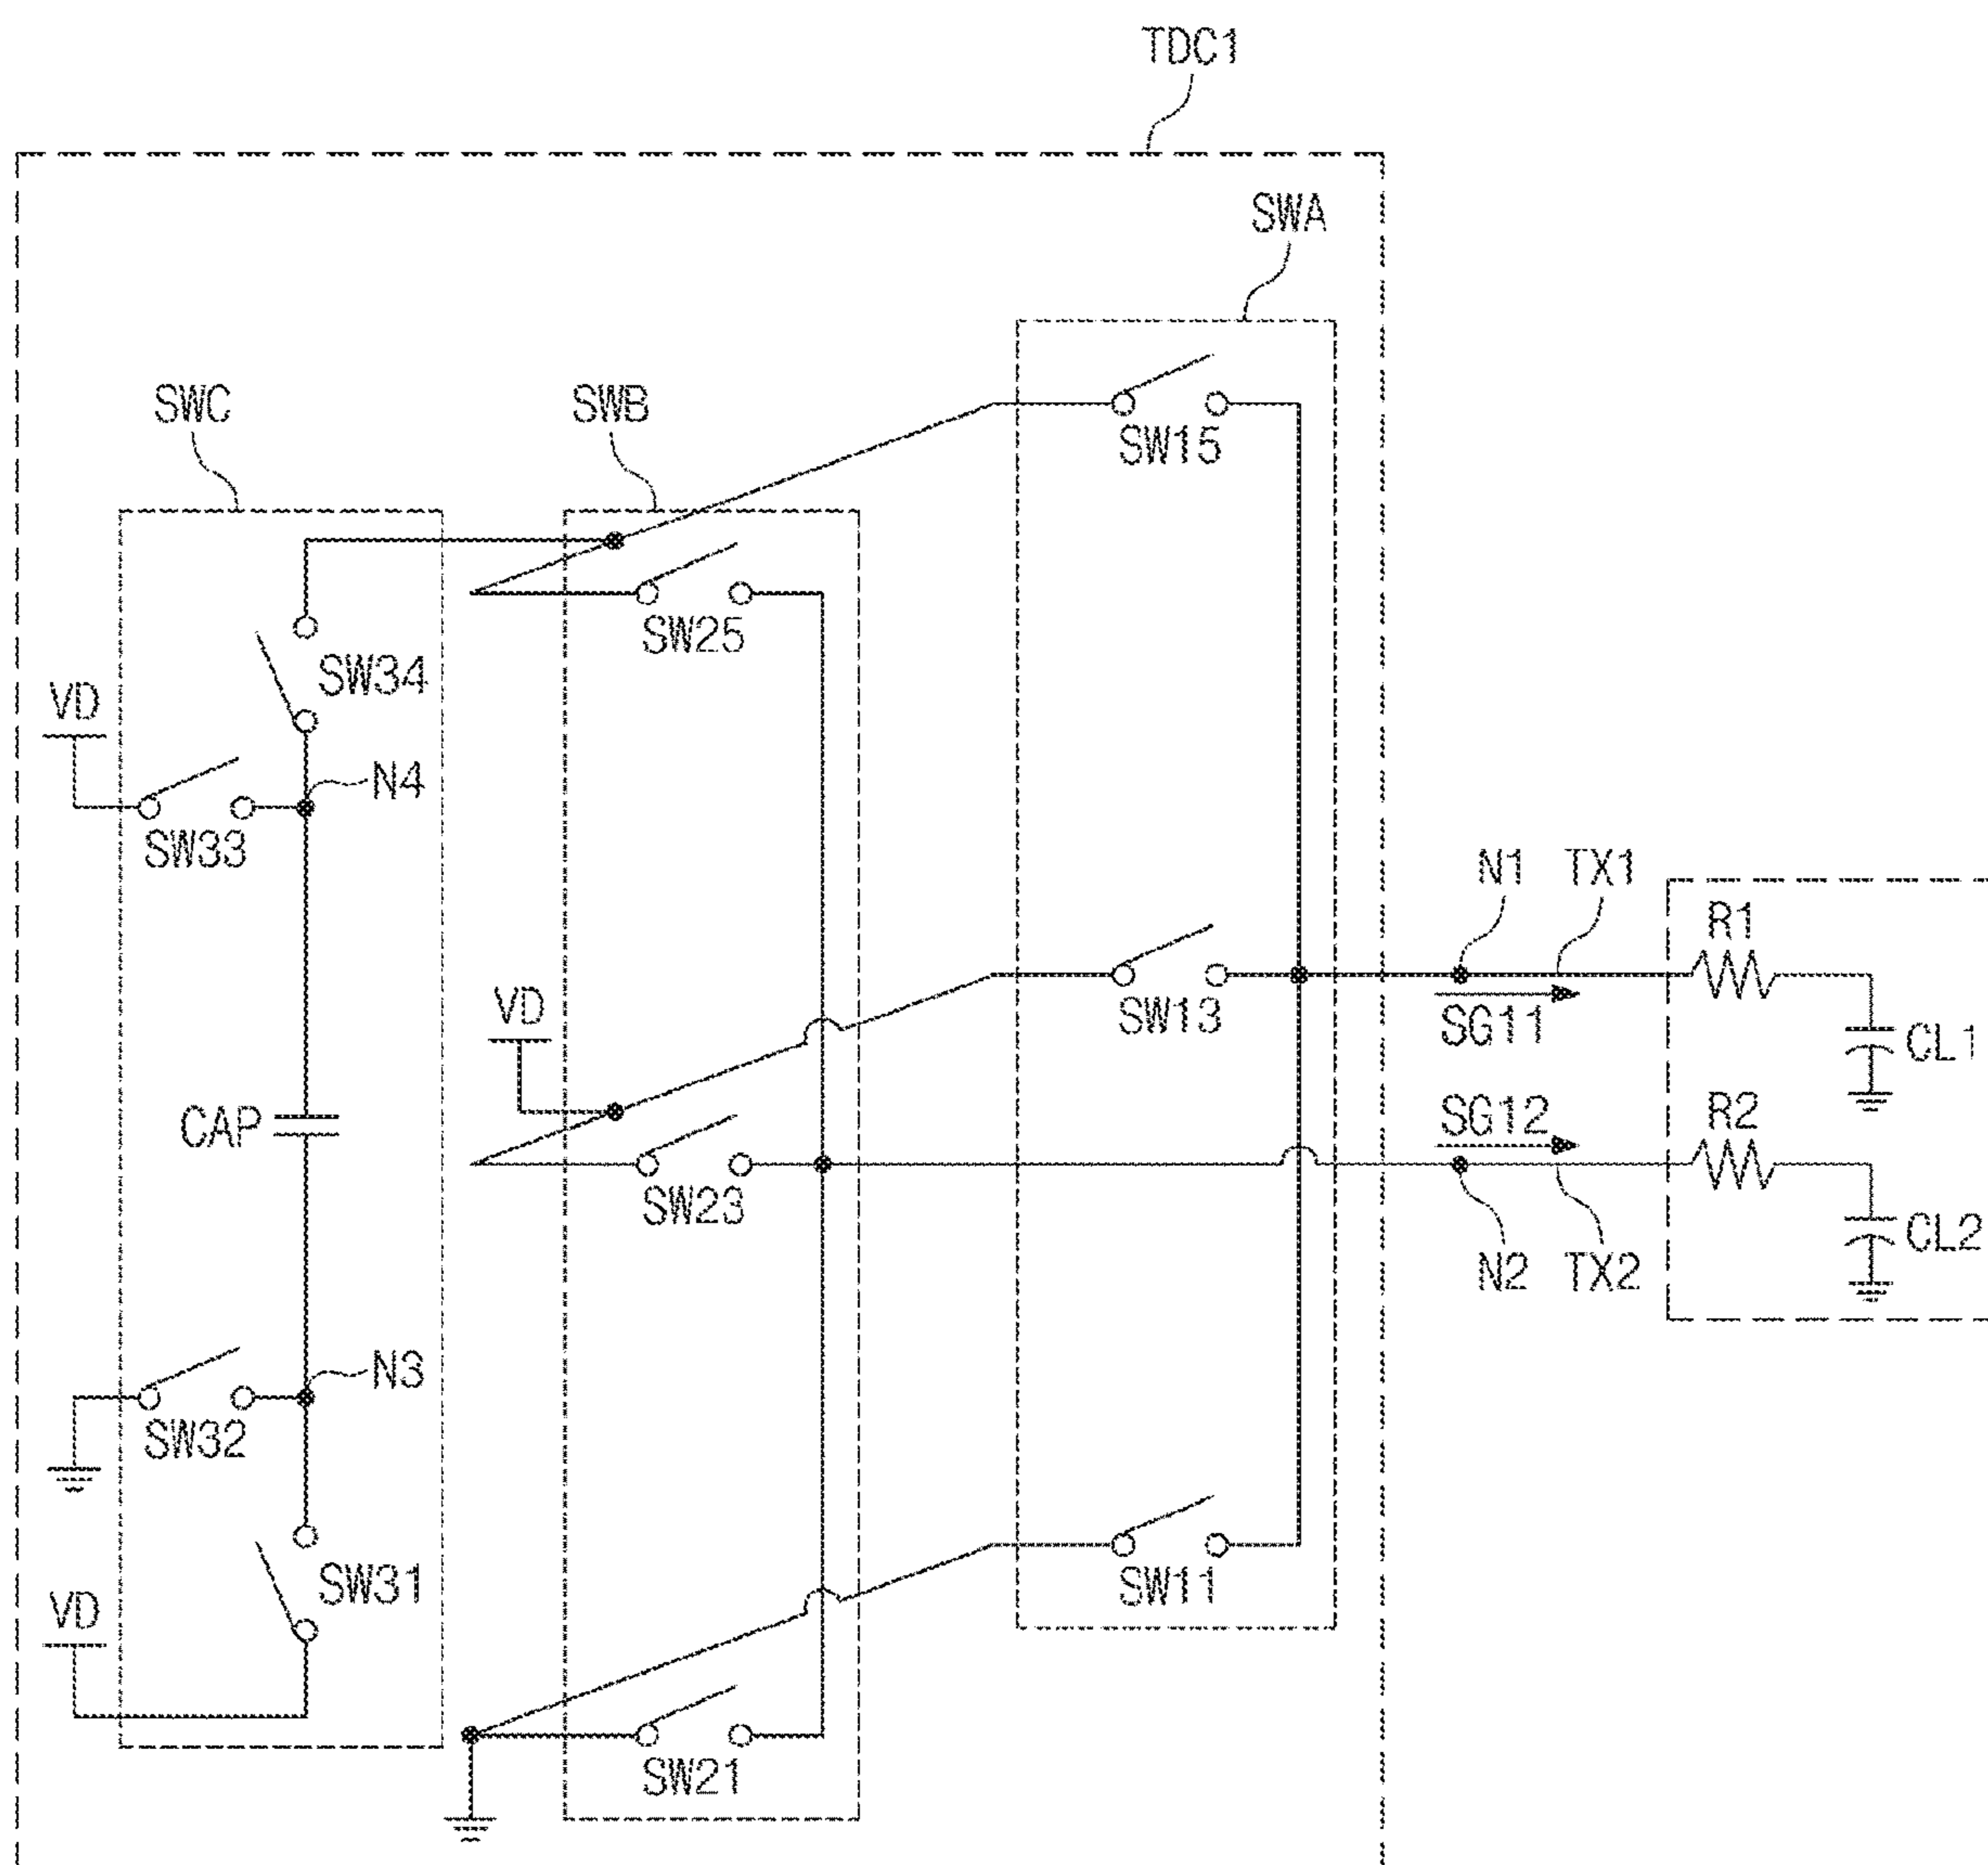 TDC1
SWA
SWC
SWB
SW15
SW25
SW34
VD
N4
SW33
N1
TX1
R1
VD
SW13
SG11
CL1
CAP
SG12
R2
SW23
N2
TX2
CL2
N3
SW32
SW31
SW11
VD
SW21